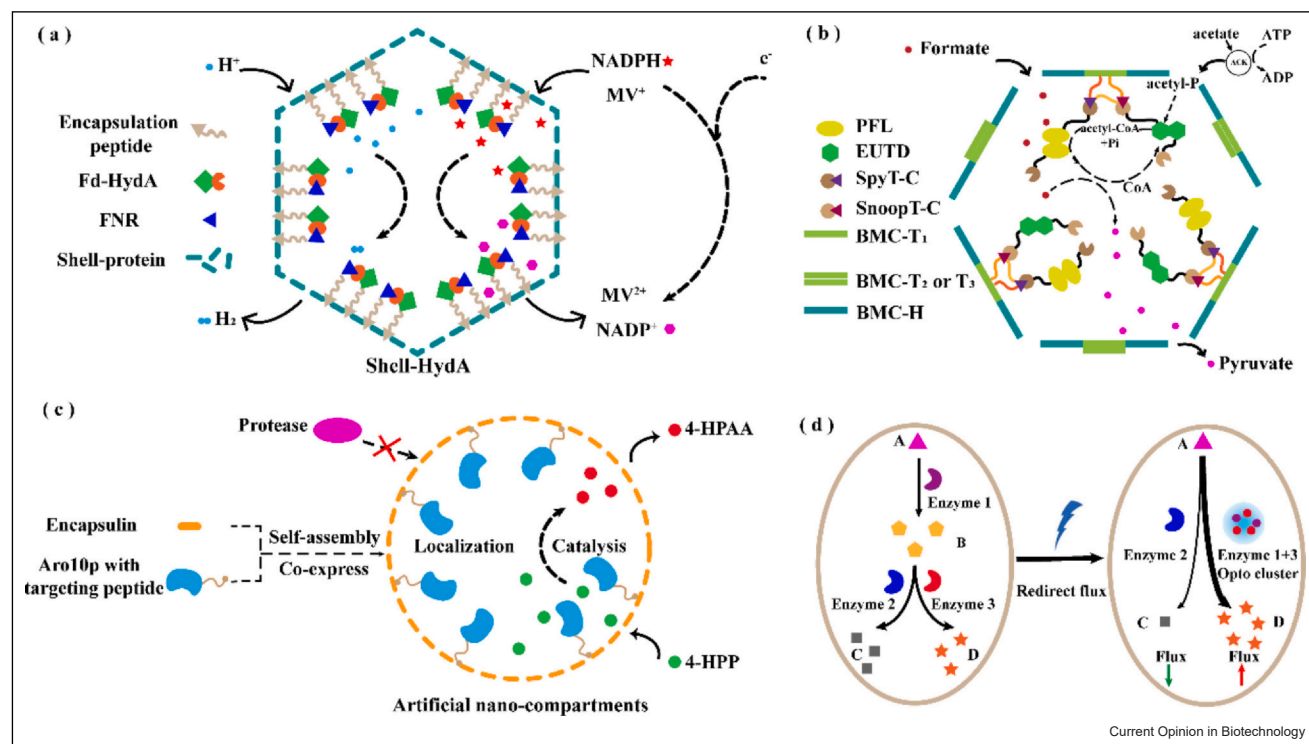 ( a )
H⁺
NADPH
MV⁺
e⁻
Encapsulation
peptide
Fd-HydA
FNR
Shell-protein
H₂
MV²⁺
NADP⁺
Shell-HydA
( b )
Formate
acetate
ATP
ACK
ADP
acetyl-P
PFL
EUTD
SpyT-C
SnoopT-C
BMC-T₁
BMC-T₂ or T₃
BMC-H
acetyl-CoA
+Pi
CoA
Pyruvate
( c )
Protease
4-HPAA
Encapsulin
Self-assembly
Co-express
Aro10p with
targeting peptide
Localization
Catalysis
4-HPP
Artificial nano-compartments
( d )
A
Enzyme 1
B
Enzyme 2
Enzyme 3
C
D
Redirect flux
A
Enzyme 2
Enzyme 1+3
Opto cluster
C
D
Flux
Flux
Current Opinion in Biotechnology